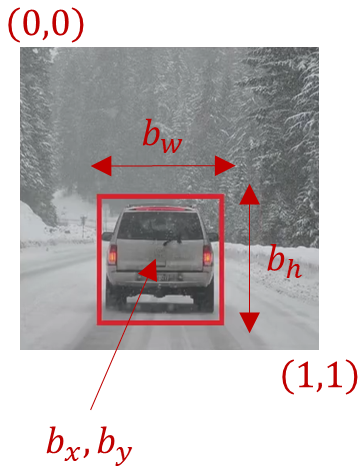 (0,0)
b_w
b_h
(1,1)
b_x, b_y